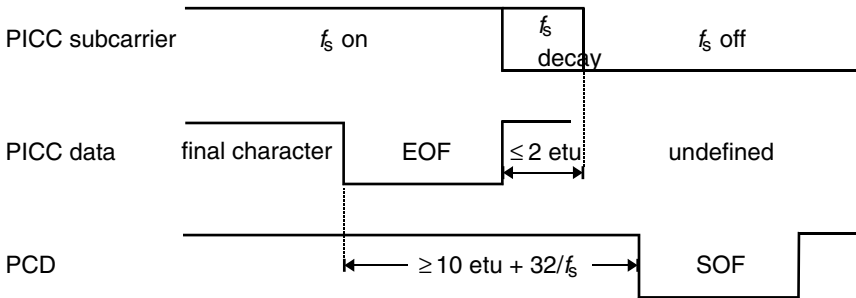 PICC subcarrier fs on fs decay fs off
PICC data final character EOF ≤ 2 etu undefined
PCD ≥ 10 etu + 32/fs SOF